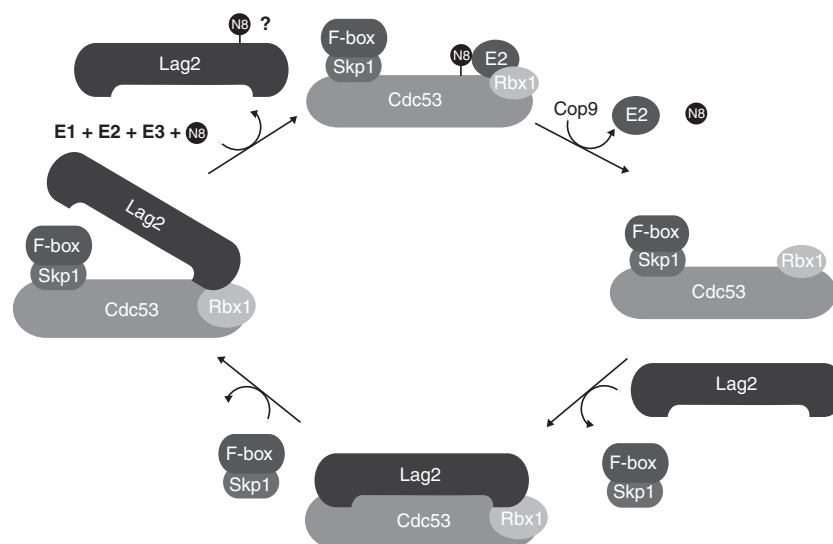 N8 ?
Lag2
F-box
Skp1
N8
E2
Rbx1
Cdc53
Cop9
E2
N8
E1 + E2 + E3 + N8
Lag2
F-box
Skp1
Cdc53
Rbx1
F-box
Skp1
Rbx1
Cdc53
Lag2
F-box
Skp1
Lag2
Cdc53
Rbx1
F-box
Skp1